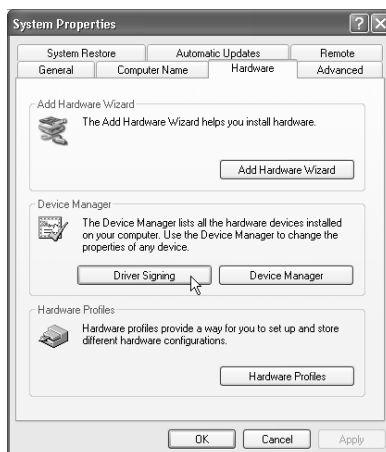 System Properties
System Restore Automatic Updates Remote
General Computer Name Hardware Advanced
Add Hardware Wizard
The Add Hardware Wizard helps you install hardware.
Add Hardware Wizard
Device Manager
The Device Manager lists all the hardware devices installed
on your computer. Use the Device Manager to change the
properties of any device.
Driver Signing Device Manager
Hardware Profiles
Hardware profiles provide a way for you to set up and store
different hardware configurations.
Hardware Profiles
OK Cancel Apply